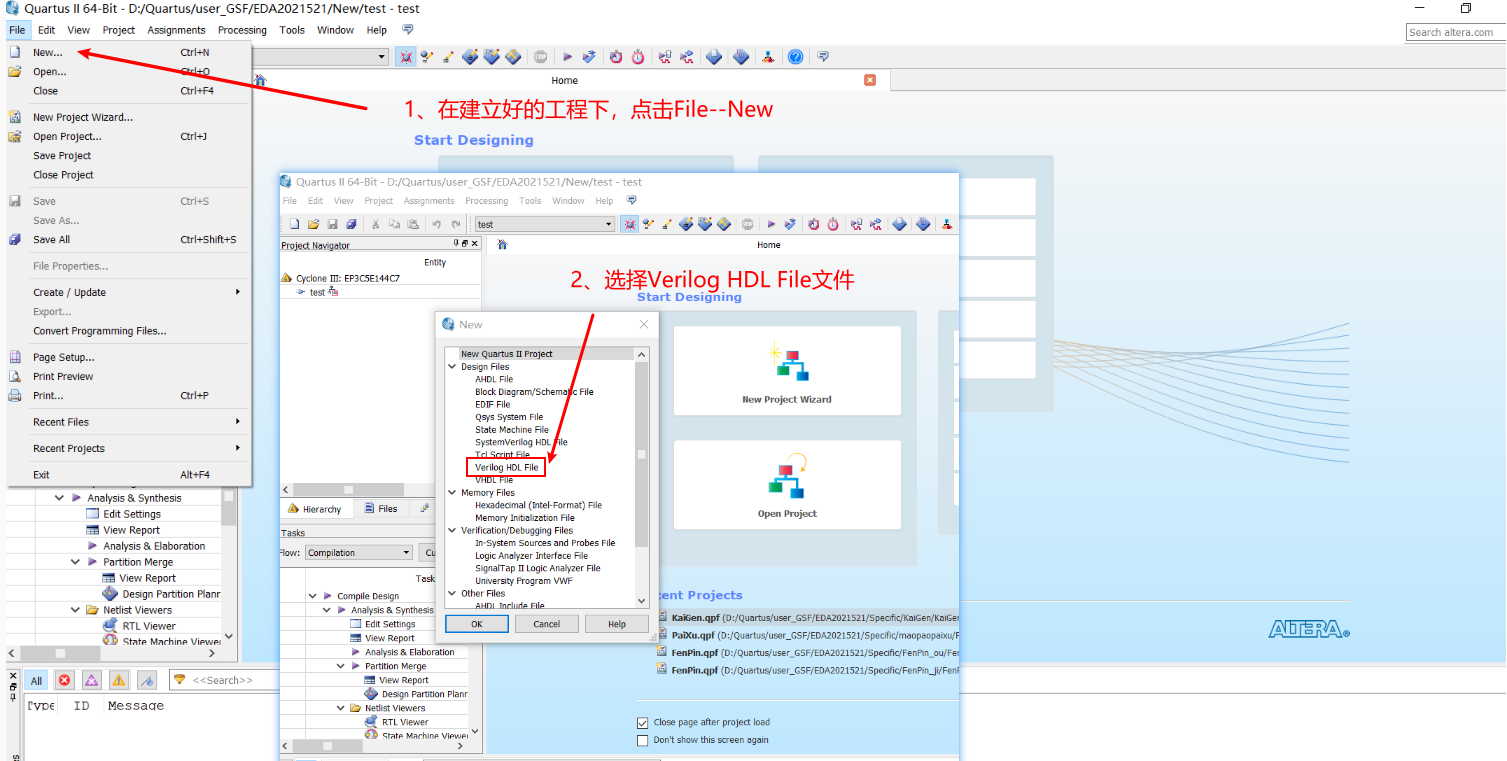 Quartus II 64-Bit - D:/Quartus/user_GSF/EDA2021521/New/test - test
File Edit View Project Assignments Processing Tools Window Help
Search altera.com
New... Ctrl+N
Open... Ctrl+O
Close Ctrl+F4
New Project Wizard...
Open Project... Ctrl+J
Save Project
Close Project
Save Ctrl+S
Save As...
Save All Ctrl+Shift+S
File Properties...
Create / Update
Export...
Convert Programming Files...
Page Setup...
Print Preview
Print... Ctrl+P
Recent Files
Recent Projects
Exit Alt+F4
Home
1、在建立好的工程下，点击File--New
Start Designing
Analysis & Synthesis
Edit Settings
View Report
Analysis & Elaboration
Partition Merge
View Report
Design Partition Plann
Netlist Viewers
RTL Viewer
State Machine Viewer
All
<<Search>>
ID Message
Quartus II 64-Bit - D:/Quartus/user_GSF/EDA2021521/New/test - test
File Edit View Project Assignments Processing Tools Window Help
test
Project Navigator
Home
Entity
Cyclone III: EP3C5E144C7
test
2、选择Verilog HDL File文件
Start Designing
New
New Quartus II Project
Design Files
AHDL File
Block Diagram/Schematic File
EDIF File
Qsys System File
State Machine File
SystemVerilog HDL File
Tcl Script File
Verilog HDL File
VHDL File
Memory Files
Hexadecimal (Intel-Format) File
Memory Initialization File
Verification/Debugging Files
In-System Sources and Probes File
Logic Analyzer Interface File
SignalTap II Logic Analyzer File
University Program VWF
Other Files
AHDL Include File
OK Cancel Help
New Project Wizard
Open Project
Hierarchy Files
Tasks
Flow: Compilation Cu
Task
Compile Design
Analysis & Synthesis
Edit Settings
View Report
Analysis & Elaboration
Partition Merge
View Report
Design Partition Plann
Netlist Viewers
RTL Viewer
State Machine Viewer
cent Projects
KaiGen.qpf (D:/Quartus/user_GSF/EDA2021521/Specific/KaiGen/KaiGen
PaiXu.qpf (D:/Quartus/user_GSF/EDA2021521/Specific/maopaopaixu/P
FenPin.qpf (D:/Quartus/user_GSF/EDA2021521/Specific/FenPin_ou/Fen
FenPin.qpf (D:/Quartus/user_GSF/EDA2021521/Specific/FenPin_ji/FenP
Close page after project load
Don't show this screen again
ALTERA